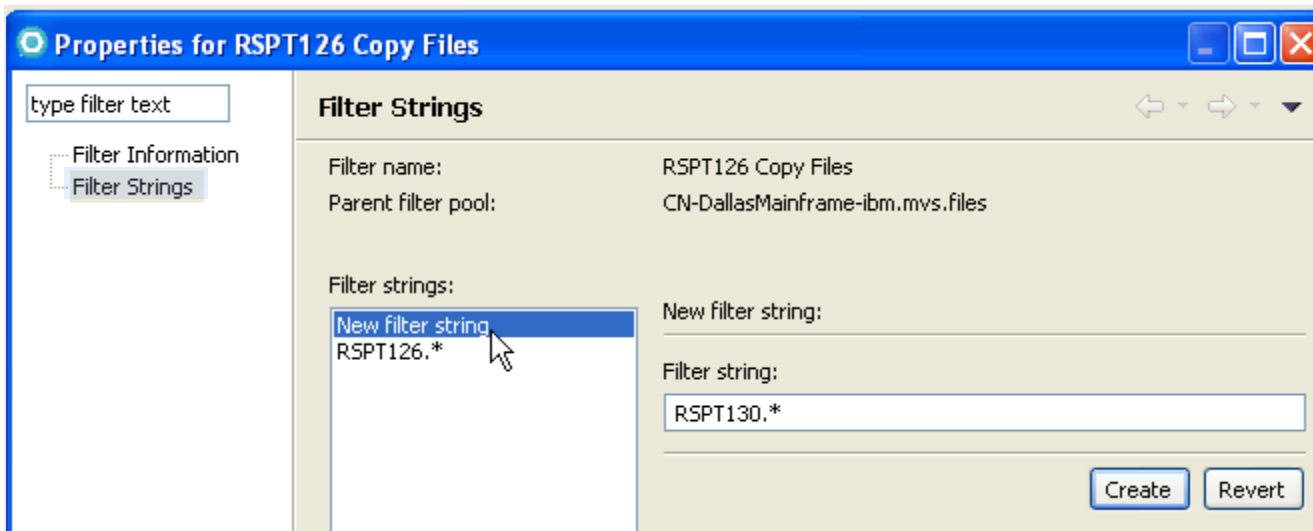 Properties for RSPT126 Copy Files
type filter text
Filter Information
Filter Strings
Filter Strings
Filter name: RSPT126 Copy Files
Parent filter pool: CN-DallasMainframe-ibm.mvs.files
Filter strings:
New filter string
RSPT126.*
New filter string:
Filter string:
RSPT130.*
Create Revert